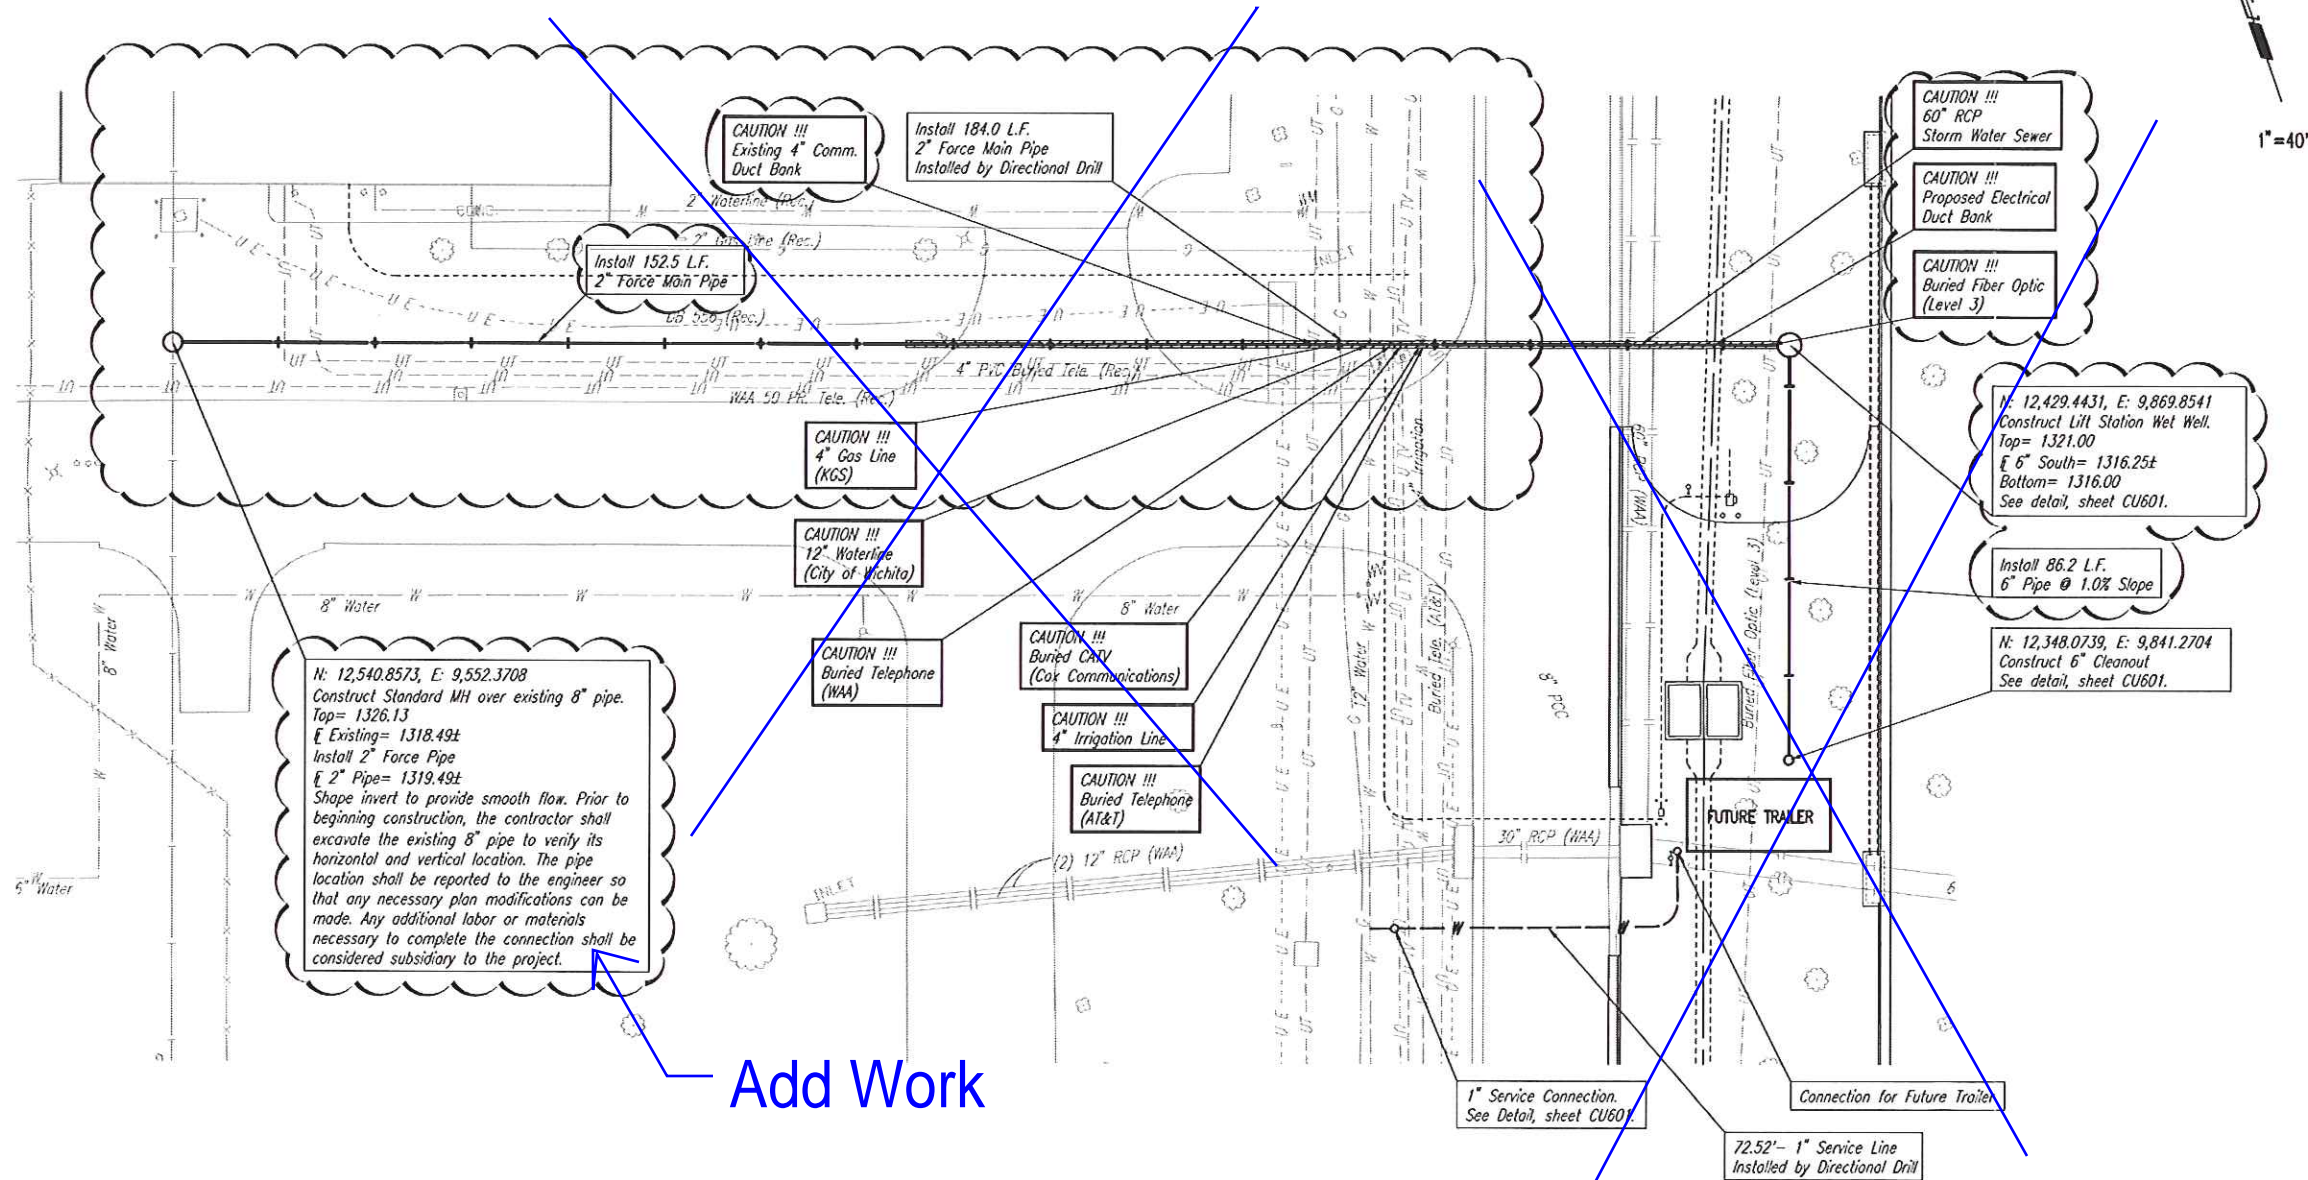 1"=40'
CAUTION !!!
60" RCP
Storm Water Sewer
CAUTION !!!
Proposed Electrical
Duct Bank
CAUTION !!!
Buried Fiber Optic
(Level 3)
CAUTION !!!
Existing 4" Comm.
Duct Bank
Install 184.0 L.F.
2" Force Main Pipe
Installed by Directional Drill
2" Waterline (Rec.)
2" Gas Line (Rec.)
INLET
Install 152.5 L.F.
2" Force Main Pipe
4" PVC Buried Tele. (Rec.)
WAA 50 PR. Tele. (Rec.)
N: 12,429.4431, E: 9,869.8541
Construct Lift Station Wet Well.
Top= 1321.00
℄ 6" South= 1316.25±
Bottom= 1316.00
See detail, sheet CU601.
CAUTION !!!
4" Gas Line
(KGS)
4" Irrigation
60" RCP (WAA)
CAUTION !!!
12" Waterline
(City of Wichita)
Install 86.2 L.F.
6" Pipe @ 1.0% Slope
8" Water
8" Water
8" Water
CAUTION !!!
Buried Telephone
(WAA)
CAUTION !!!
Buried CATV
(Cox Communications)
N: 12,348.0739, E: 9,841.2704
Construct 6" Cleanout
See detail, sheet CU601.
Buried Fiber Optic (Level 3)
Buried Tele. (AT&T)
12" Water
8" PCC
CAUTION !!!
4" Irrigation Line
CAUTION !!!
Buried Telephone
(AT&T)
N: 12,540.8573, E: 9,552.3708
Construct Standard MH over existing 8" pipe.
Top= 1326.13
℄ Existing= 1318.49±
Install 2" Force Pipe
℄ 2" Pipe= 1319.49±
Shape invert to provide smooth flow. Prior to
beginning construction, the contractor shall
excavate the existing 8" pipe to verify its
horizontal and vertical location. The pipe
location shall be reported to the engineer so
that any necessary plan modifications can be
made. Any additional labor or materials
necessary to complete the connection shall be
considered subsidiary to the project.
FUTURE TRAILER
30" RCP (WAA)
(2) 12" RCP (WAA)
INLET
Water
Add Work
1" Service Connection.
See Detail, sheet CU601.
Connection for Future Trailer
72.52'- 1" Service Line
Installed by Directional Drill